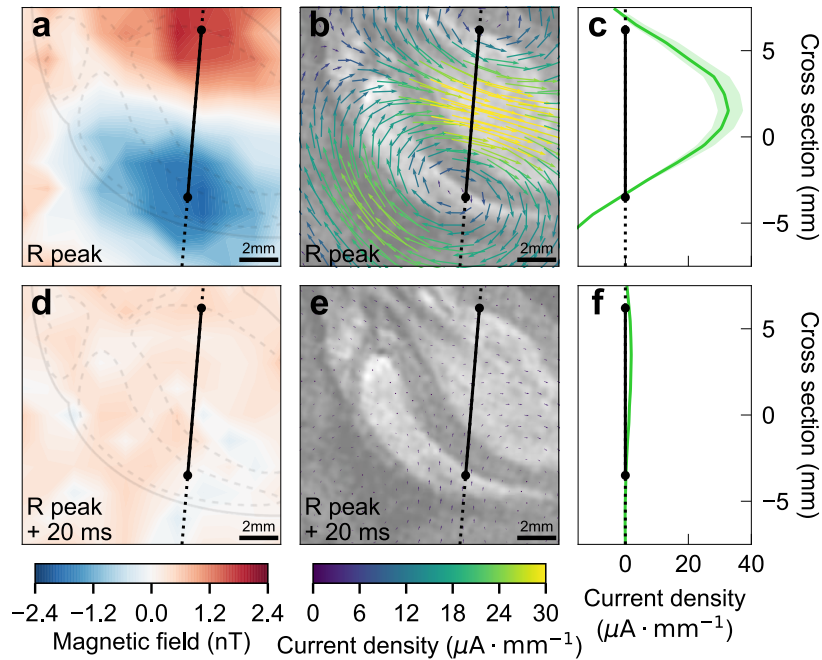 a
R peak
2mm
b
R peak
2mm
c
5
0
−5
Cross section (mm)
d
R peak
+ 20 ms
2mm
e
R peak
+ 20 ms
2mm
f
5
0
−5
Cross section (mm)
−2.4 −1.2 0.0 1.2 2.4
Magnetic field (nT)
0 6 12 18 24 30
Current density (μA · mm⁻¹)
0 20 40
Current density
(μA · mm⁻¹)